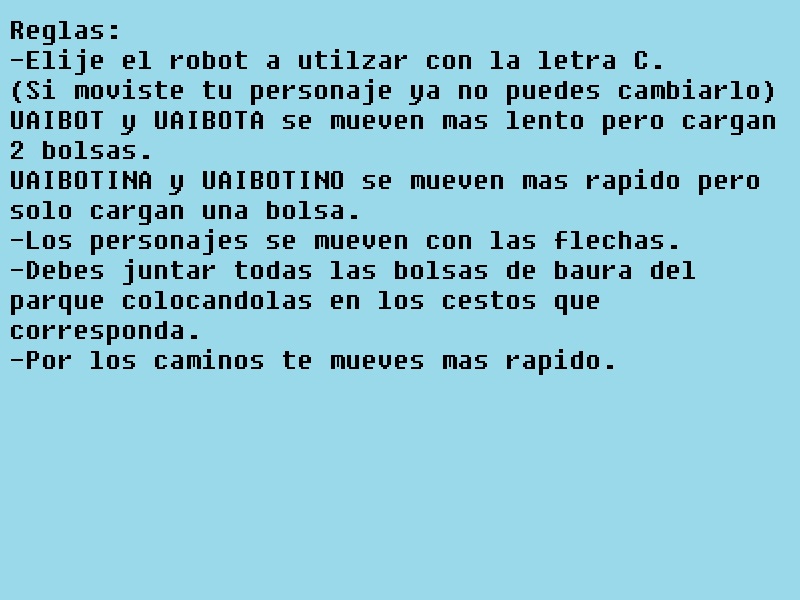 Reglas:
-Elije el robot a utilzar con la letra C.
(Si moviste tu personaje ya no puedes cambiarlo)
UAIBOT y UAIBOTA se mueven mas lento pero cargan
2 bolsas.
UAIBOTINA y UAIBOTINO se mueven mas rapido pero
solo cargan una bolsa.
-Los personajes se mueven con las flechas.
-Debes juntar todas las bolsas de baura del
parque colocandolas en los cestos que
corresponda.
-Por los caminos te mueves mas rapido.